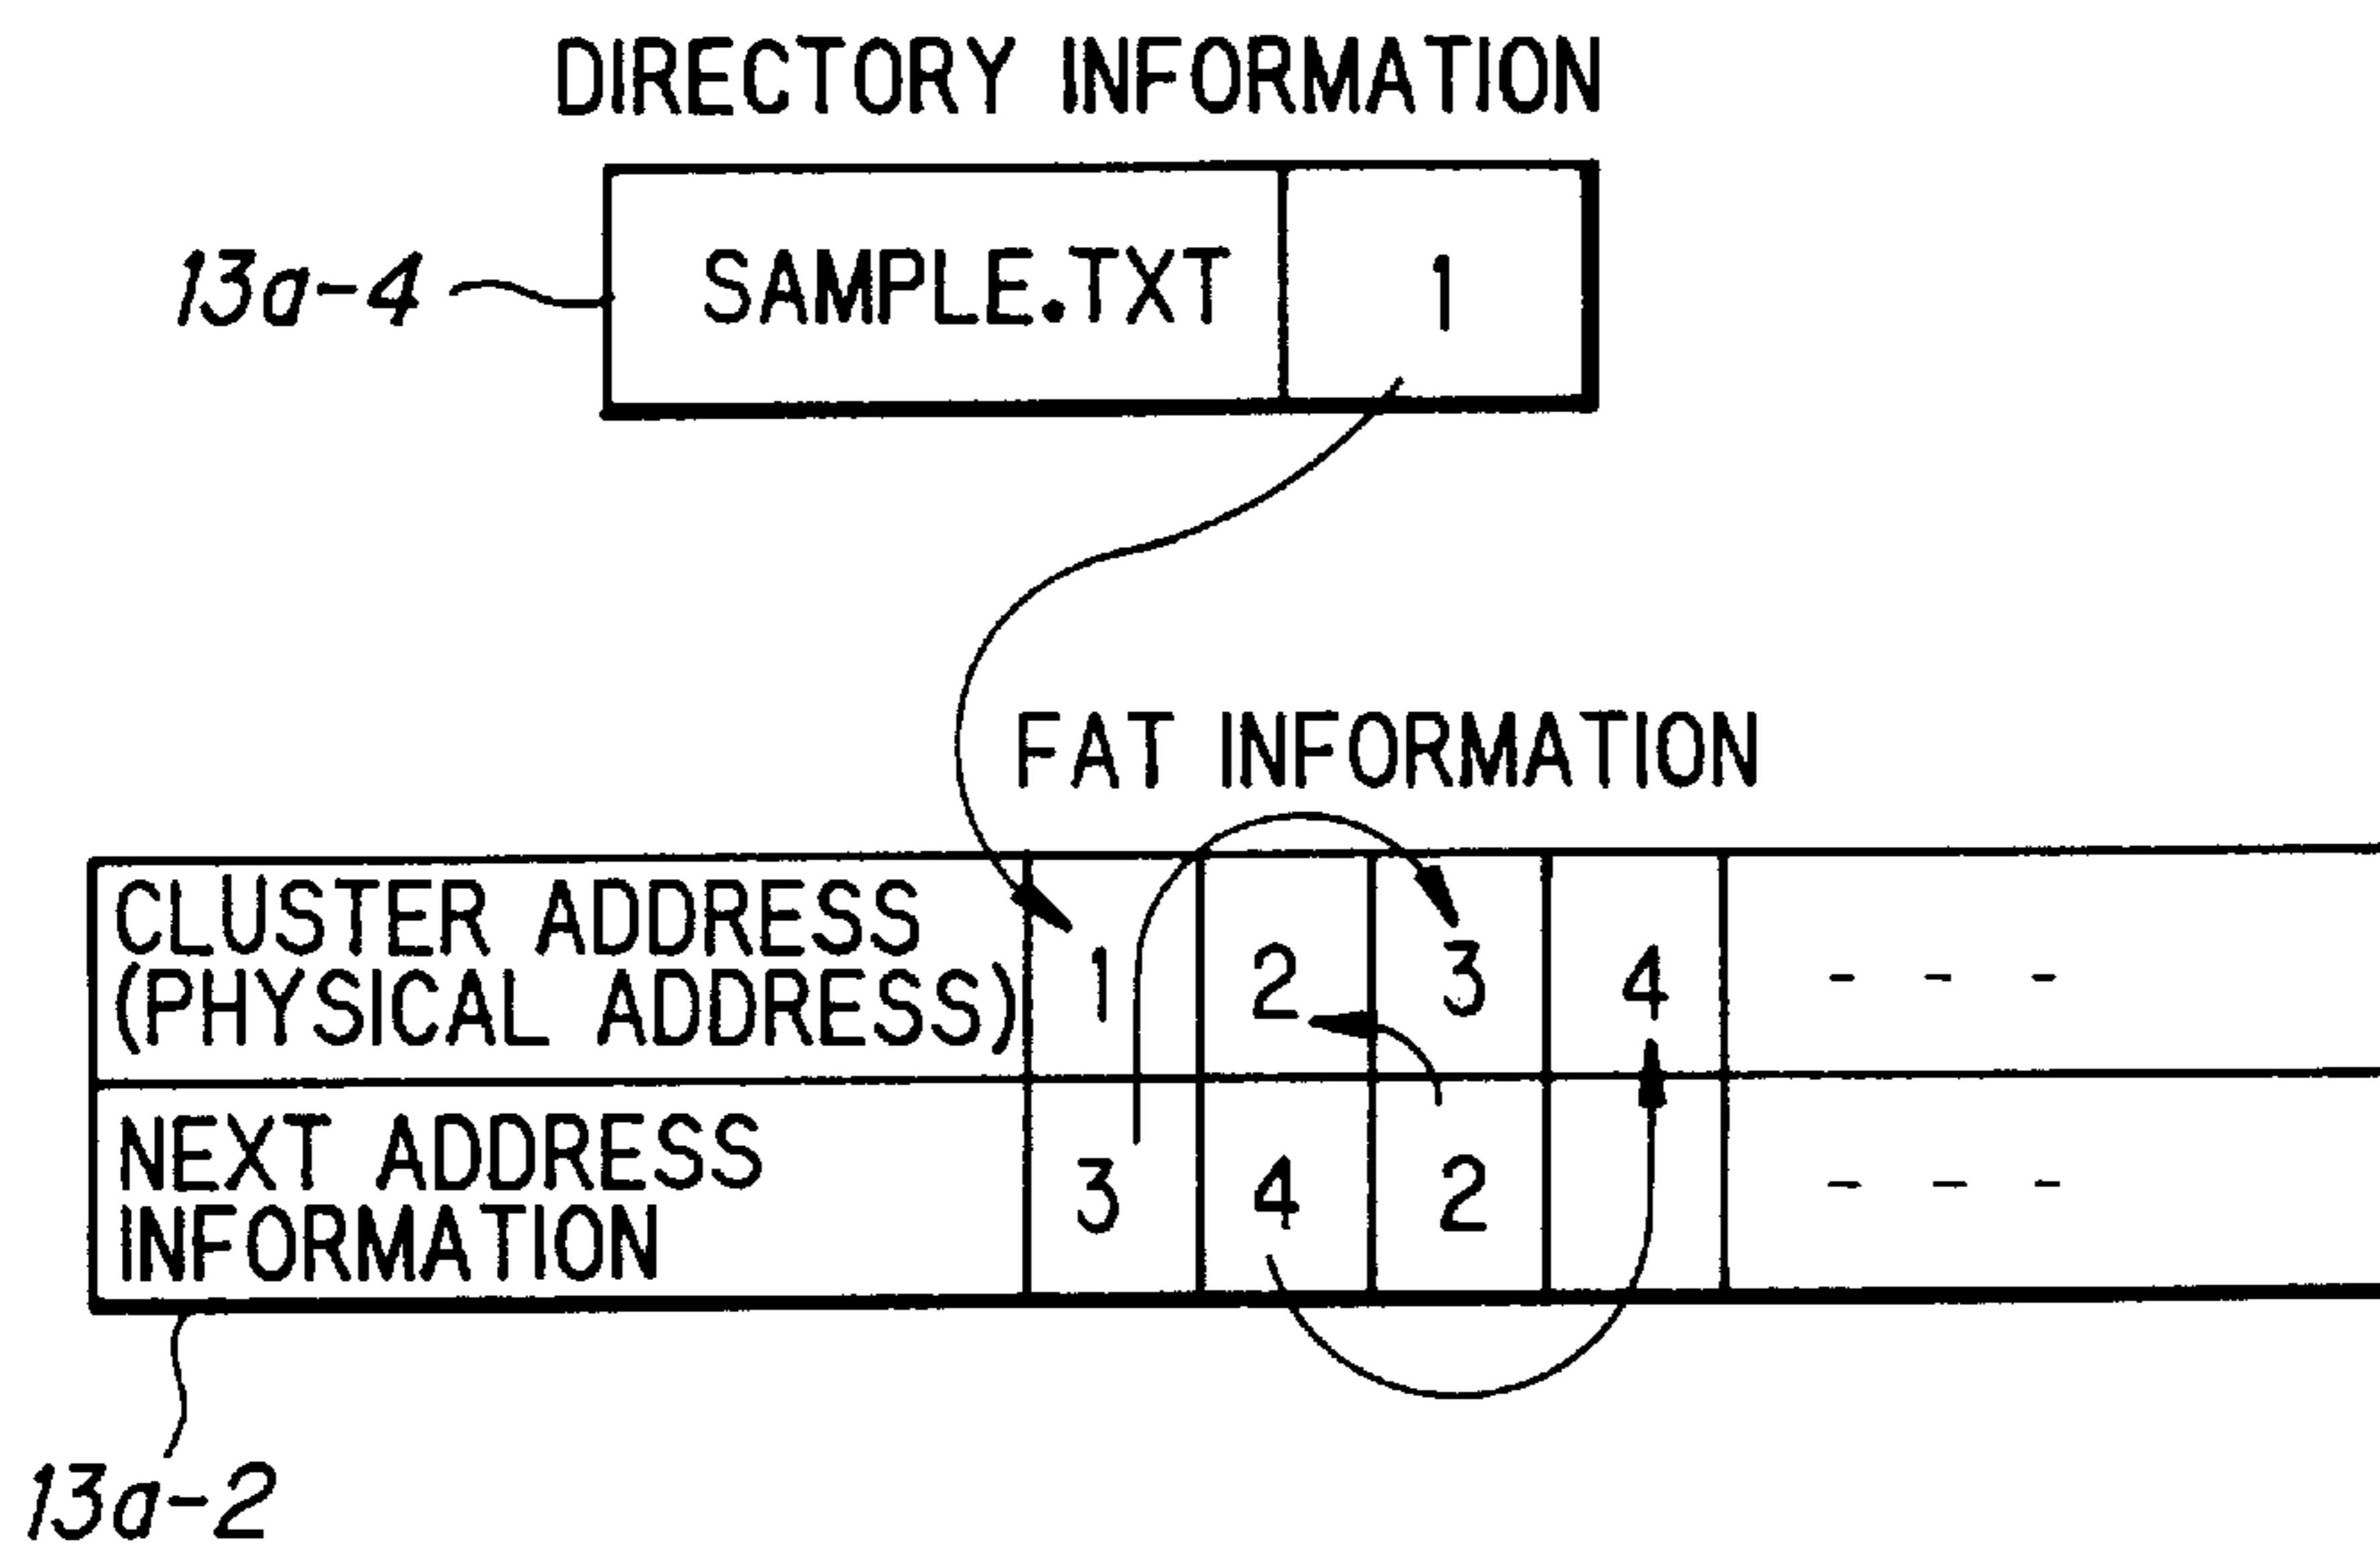 DIRECTORY INFORMATION
13a-4
SAMPLE.TXT 1
FAT INFORMATION
CLUSTER ADDRESS
(PHYSICAL ADDRESS) 1 2 3 4 - - -
NEXT ADDRESS
INFORMATION 3 4 2 - - -
13a-2